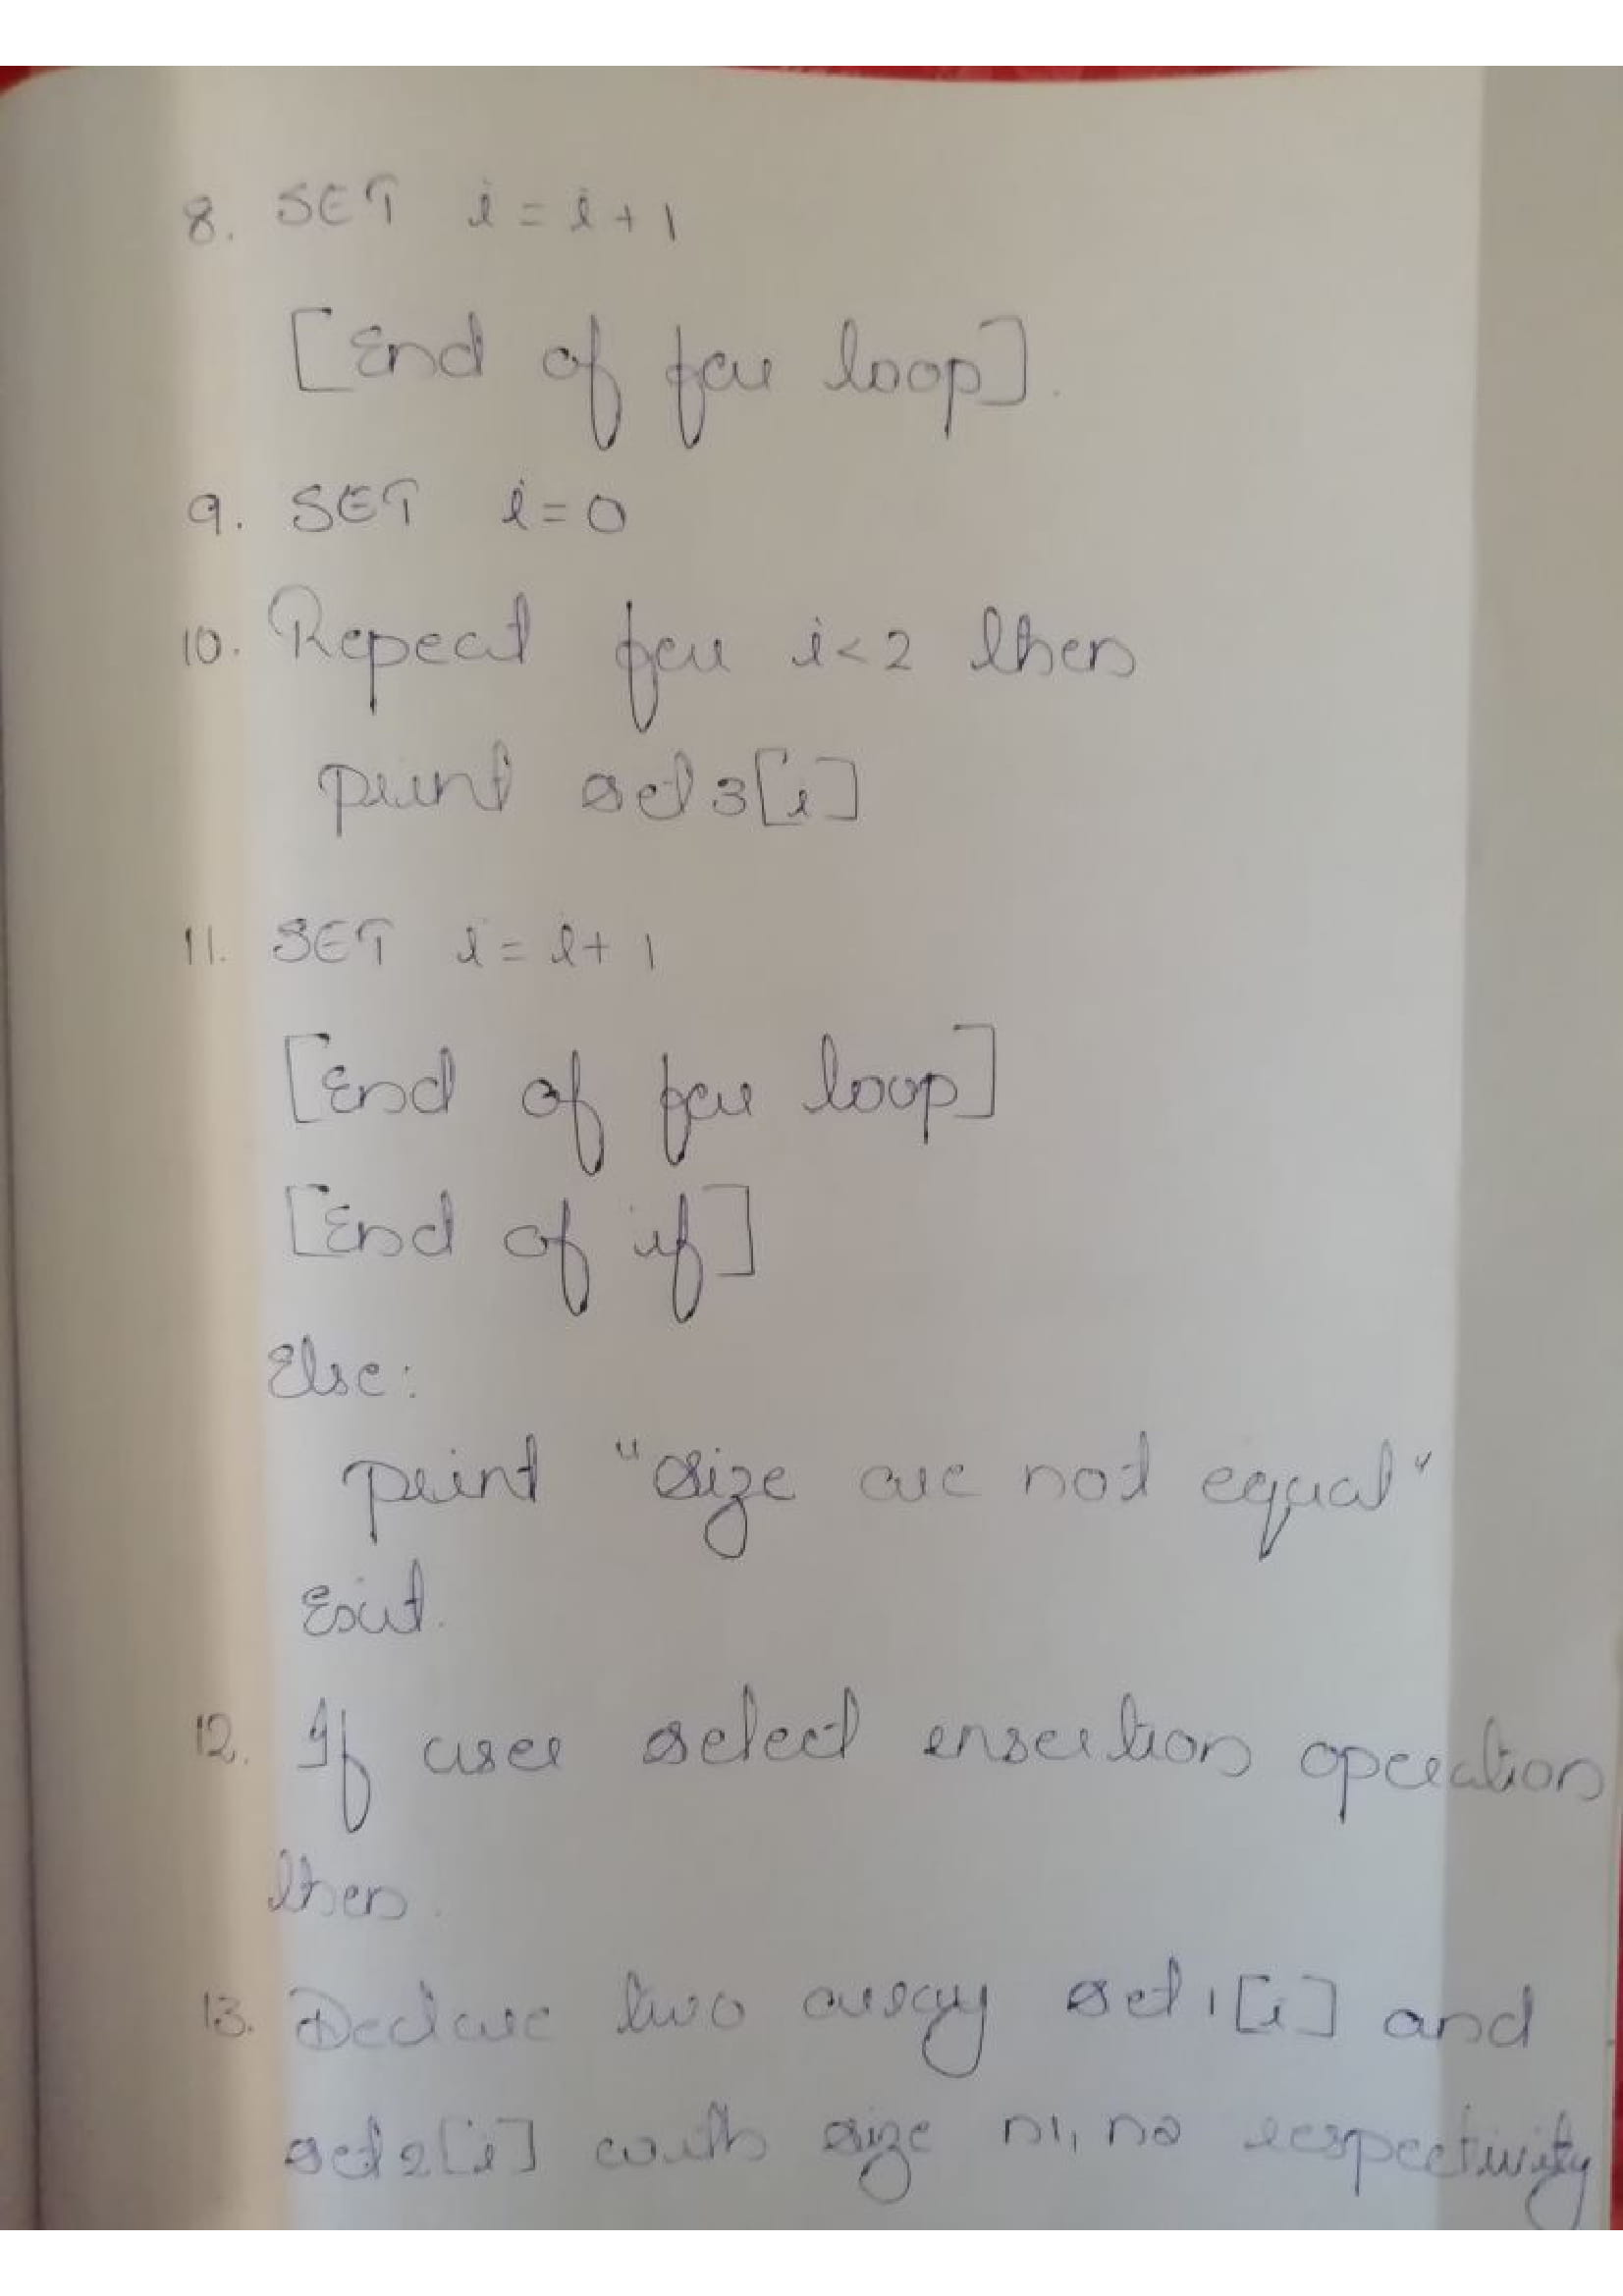 8. SET i = i + 1
[End of for loop].
9. SET i = 0
10. Repeat for i < 2 then
print set3[i]
11. SET i = i + 1
[End of for loop]
[End of if]
Else:
print "size are not equal"
Exit.
12. If user select insertion operation
then.
13. Declare two array set1[i] and
set2[i] with size n1, n2 respectivity